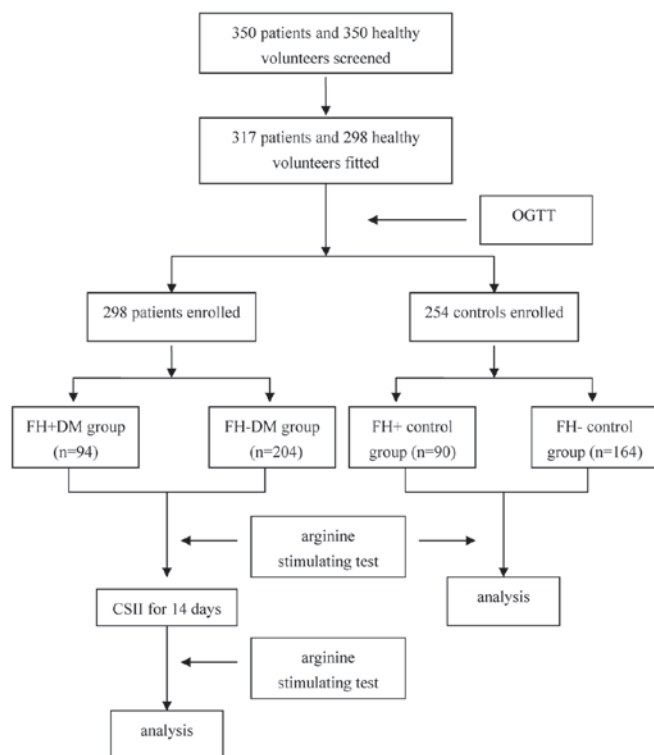 350 patients and 350 healthy
volunteers screened
317 patients and 298 healthy
volunteers fitted
OGTT
298 patients enrolled
254 controls enrolled
FH+DM group
(n=94)
FH-DM group
(n=204)
FH+ control
group (n=90)
FH- control
group (n=164)
arginine
stimulating test
CSII for 14 days
analysis
arginine
stimulating test
analysis